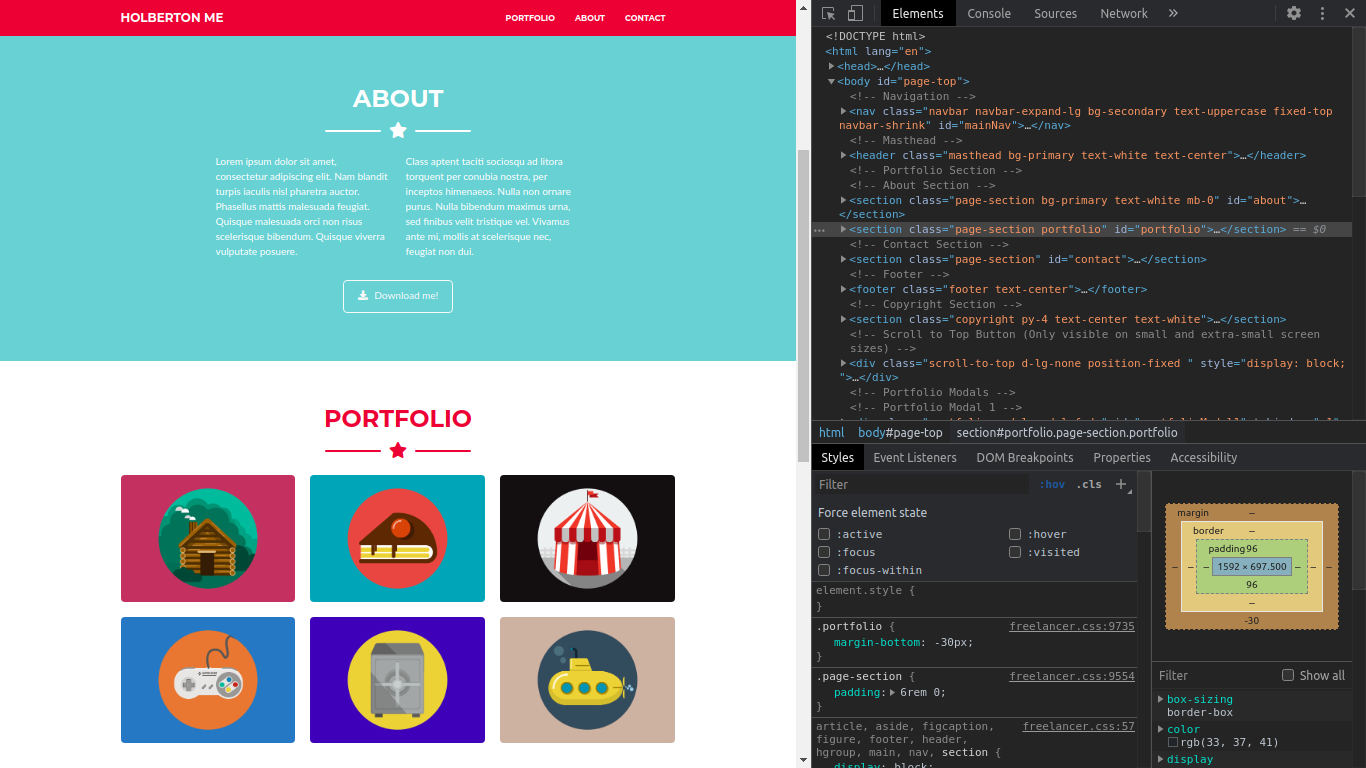 HOLBERTON ME
PORTFOLIO ABOUT CONTACT
ABOUT
Lorem ipsum dolor sit amet,
consectetur adipiscing elit. Nam blandit
turpis iaculis nisl pharetra auctor.
Phasellus mattis malesuada feugiat.
Quisque malesuada orci non risus
scelerisque bibendum. Quisque viverra
vulputate posuere.
Class aptent taciti sociosqu ad litora
torquent per conubia nostra, per
inceptos himenaeos. Nulla non ornare
purus. Nulla bibendum maximus urna,
sed finibus velit tristique vel. Vivamus
ante mi, mollis at scelerisque nec,
feugiat non dui.
Download me!
PORTFOLIO
Elements Console Sources Network »
<!DOCTYPE html>
<html lang="en">
<head>…</head>
<body id="page-top">
<!-- Navigation -->
<nav class="navbar navbar-expand-lg bg-secondary text-uppercase fixed-top
navbar-shrink" id="mainNav">…</nav>
<!-- Masthead -->
<header class="masthead bg-primary text-white text-center">…</header>
<!-- Portfolio Section -->
<!-- About Section -->
<section class="page-section bg-primary text-white mb-0" id="about">…
</section>
<section class="page-section portfolio" id="portfolio">…</section> == $0
<!-- Contact Section -->
<section class="page-section" id="contact">…</section>
<!-- Footer -->
<footer class="footer text-center">…</footer>
<!-- Copyright Section -->
<section class="copyright py-4 text-center text-white">…</section>
<!-- Scroll to Top Button (Only visible on small and extra-small screen
sizes) -->
<div class="scroll-to-top d-lg-none position-fixed " style="display: block;
">…</div>
<!-- Portfolio Modals -->
<!-- Portfolio Modal 1 -->
html body#page-top section#portfolio.page-section.portfolio
Styles Event Listeners DOM Breakpoints Properties Accessibility
Filter :hov .cls +
Force element state
:active :hover
:focus :visited
:focus-within
element.style {
}
.portfolio { freelancer.css:9735
margin-bottom: -30px;
}
.page-section { freelancer.css:9554
padding: 6rem 0;
}
article, aside, figcaption, freelancer.css:57
figure, footer, header,
hgroup, main, nav, section {
display: block;
margin –
border –
padding 96
– – – 1592 × 697.500 – – –
96
–
-30
Filter Show all
box-sizing
border-box
color
rgb(33, 37, 41)
display